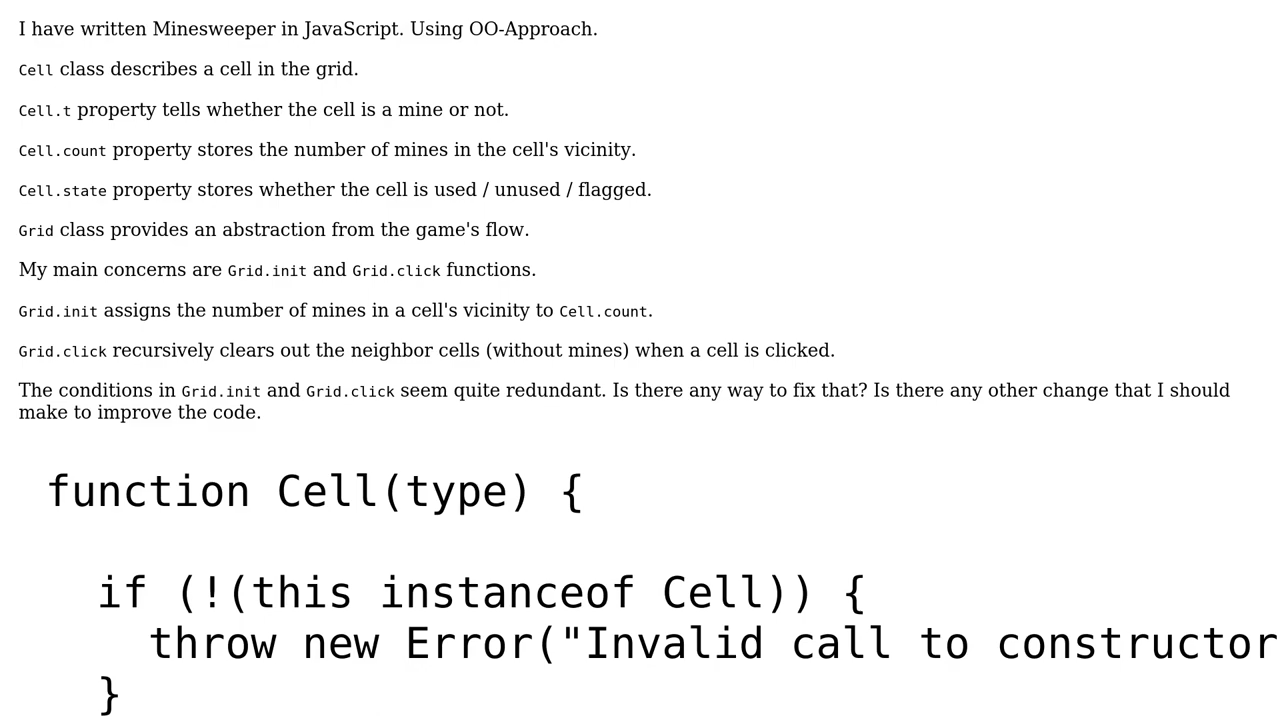 I have written Minesweeper in JavaScript. Using OO-Approach.
Cell class describes a cell in the grid.
Cell.t property tells whether the cell is a mine or not.
Cell.count property stores the number of mines in the cell's vicinity.
Cell.state property stores whether the cell is used / unused / flagged.
Grid class provides an abstraction from the game's flow.
My main concerns are Grid.init and Grid.click functions.
Grid.init assigns the number of mines in a cell's vicinity to Cell.count.
Grid.click recursively clears out the neighbor cells (without mines) when a cell is clicked.
The conditions in Grid.init and Grid.click seem quite redundant. Is there any way to fix that? Is there any other change that I should
make to improve the code.
function Cell(type) {
if (!(this instanceof Cell)) {
throw new Error("Invalid call to constructor
}